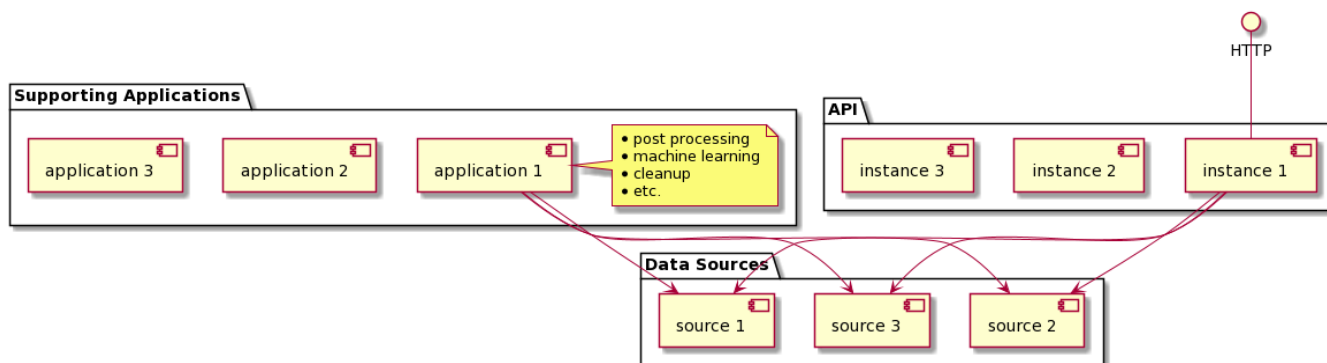 HTTP
Supporting Applications
API
• post processing
• machine learning
• cleanup
• etc.
application 3
application 2
application 1
instance 3
instance 2
instance 1
Data Sources
source 1
source 3
source 2